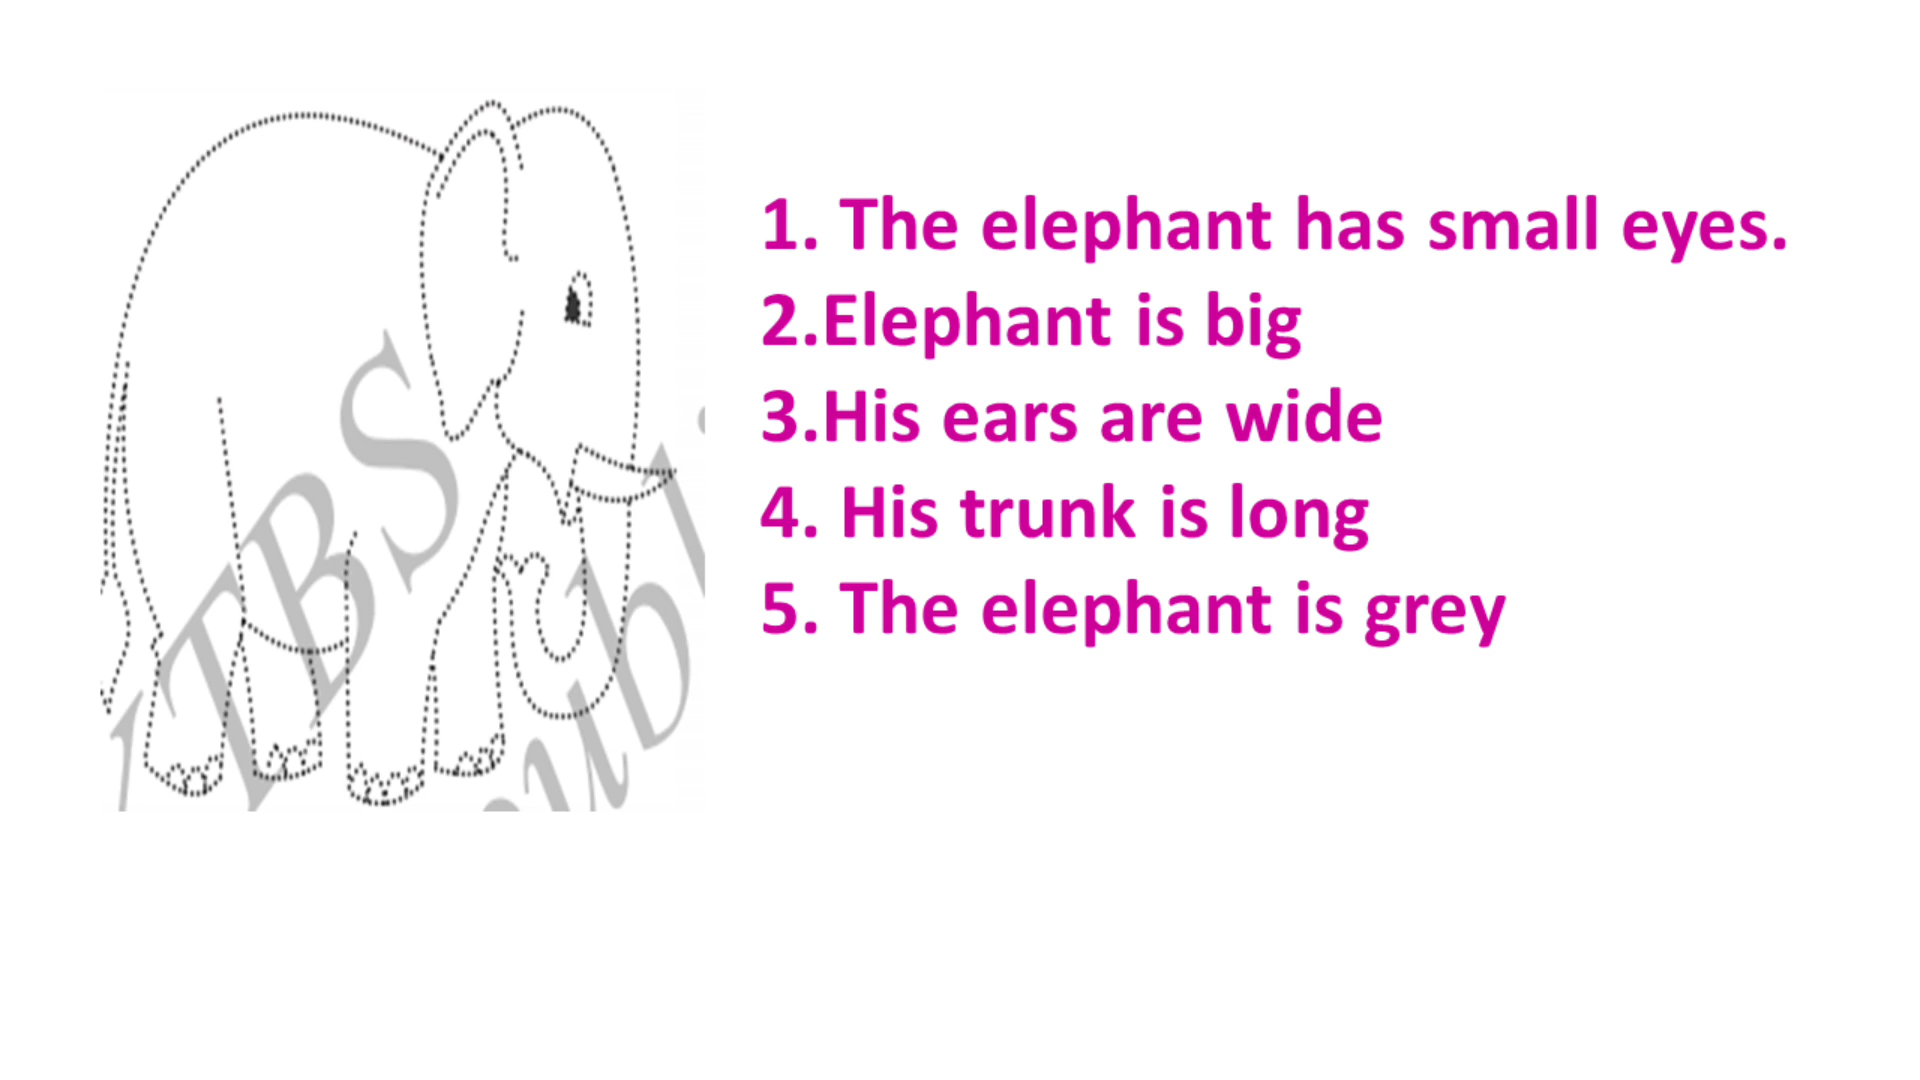 1. The elephant has small eyes.
2.Elephant is big
3.His ears are wide
4. His trunk is long
5. The elephant is grey